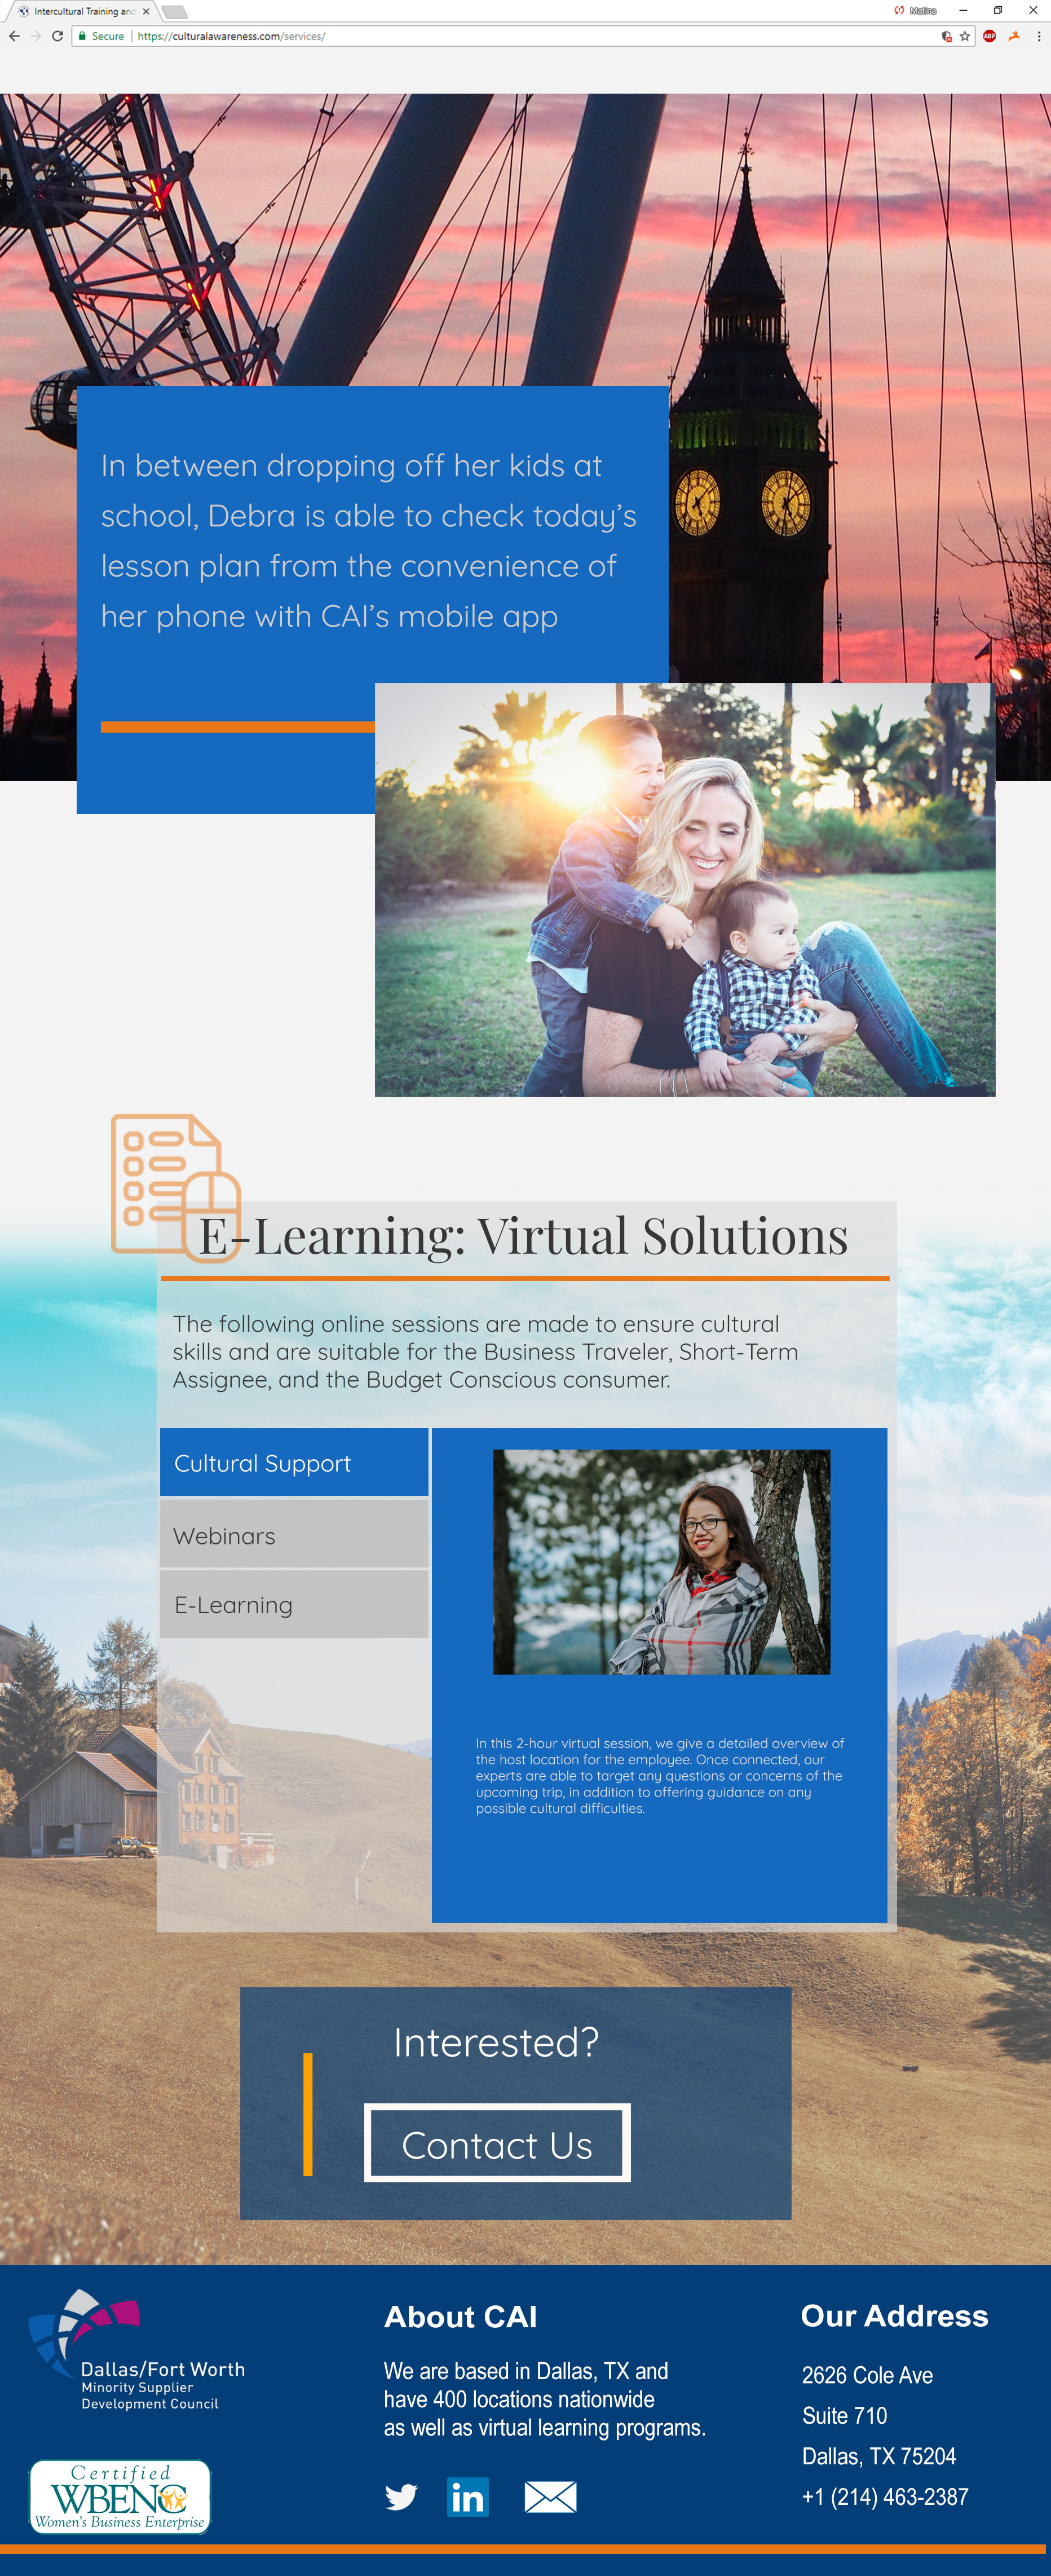 Intercultural Training and
Matina
Secure
https://culturalawareness.com/services/
ABP
In between dropping off her kids at
school, Debra is able to check today’s
lesson plan from the convenience of
her phone with CAI’s mobile app
E-Learning: Virtual Solutions
The following online sessions are made to ensure cultural
skills and are suitable for the Business Traveler, Short-Term
Assignee, and the Budget Conscious consumer.
Cultural Support
Webinars
E-Learning
In this 2-hour virtual session, we give a detailed overview of
the host location for the employee. Once connected, our
experts are able to target any questions or concerns of the
upcoming trip, in addition to offering guidance on any
possible cultural difficulties.
Interested?
Contact Us
Dallas/Fort Worth
Minority Supplier
Development Council
Certified
WBENC
Women's Business Enterprise
About CAI
We are based in Dallas, TX and
have 400 locations nationwide
as well as virtual learning programs.
in
Our Address
2626 Cole Ave
Suite 710
Dallas, TX 75204
+1 (214) 463-2387